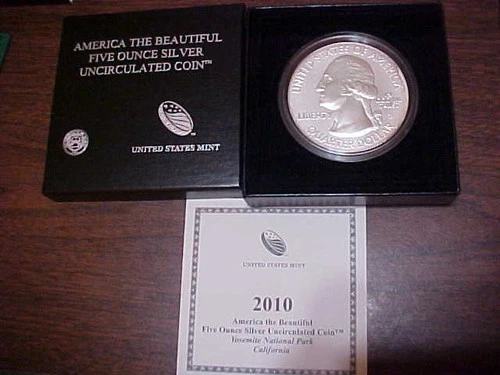 AMERICA THE BEAUTIFUL
FIVE OUNCE SILVER
UNCIRCULATED COIN™
UNITED STATES MINT
UNITED STATES OF AMERICA
LIBERTY
QUARTER DOLLAR
UNITED STATES MINT
2010
America the Beautiful
Five Ounce Silver Uncirculated Coin™
Yosemite National Park
California